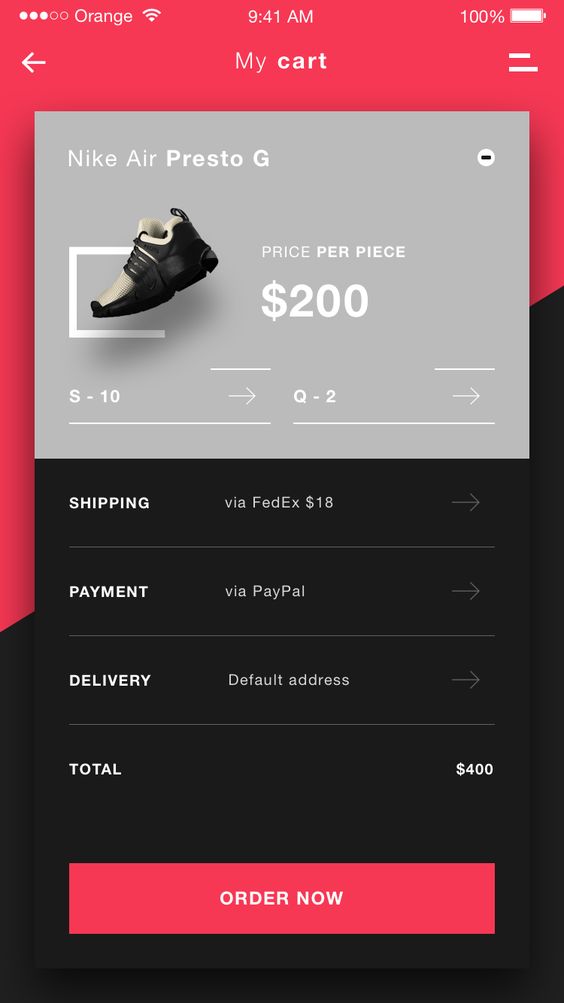 Orange 9:41 AM 100%
My cart
Nike Air Presto G
PRICE PER PIECE
$200
S - 10 Q - 2
SHIPPING via FedEx $18
PAYMENT via PayPal
DELIVERY Default address
TOTAL $400
ORDER NOW